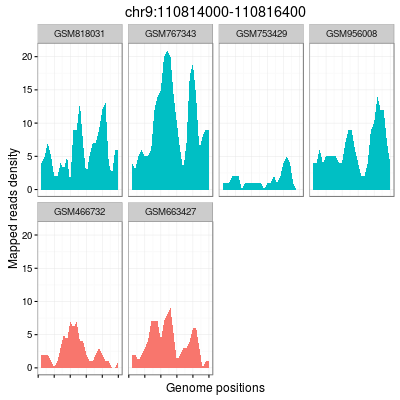 chr9:110814000-110816400
GSM818031 GSM767343 GSM753429 GSM956008
20
15
10
5
0
Mapped reads density
GSM466732 GSM663427
20
15
10
5
0
Genome positions